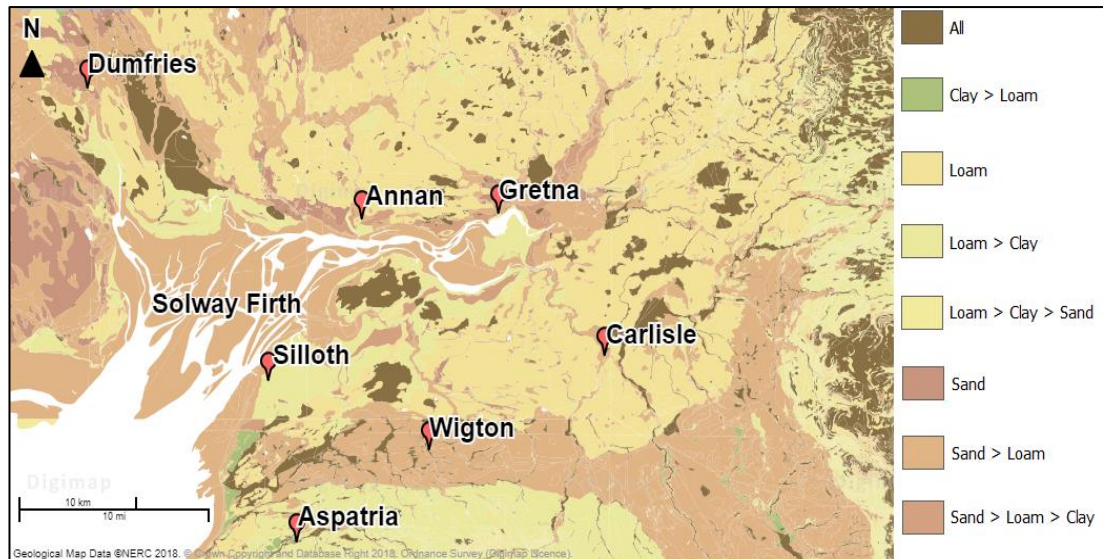 N
Dumfries
Annan
Gretna
Solway Firth
Carlisle
Silloth
Wigton
Digimap
10 km
10 mi
Aspatria
Geological Map Data ©NERC 2018. © Crown Copyright and Database Right 2018. Ordnance Survey (Digimap Licence).
All
Clay > Loam
Loam
Loam > Clay
Loam > Clay > Sand
Sand
Sand > Loam
Sand > Loam > Clay